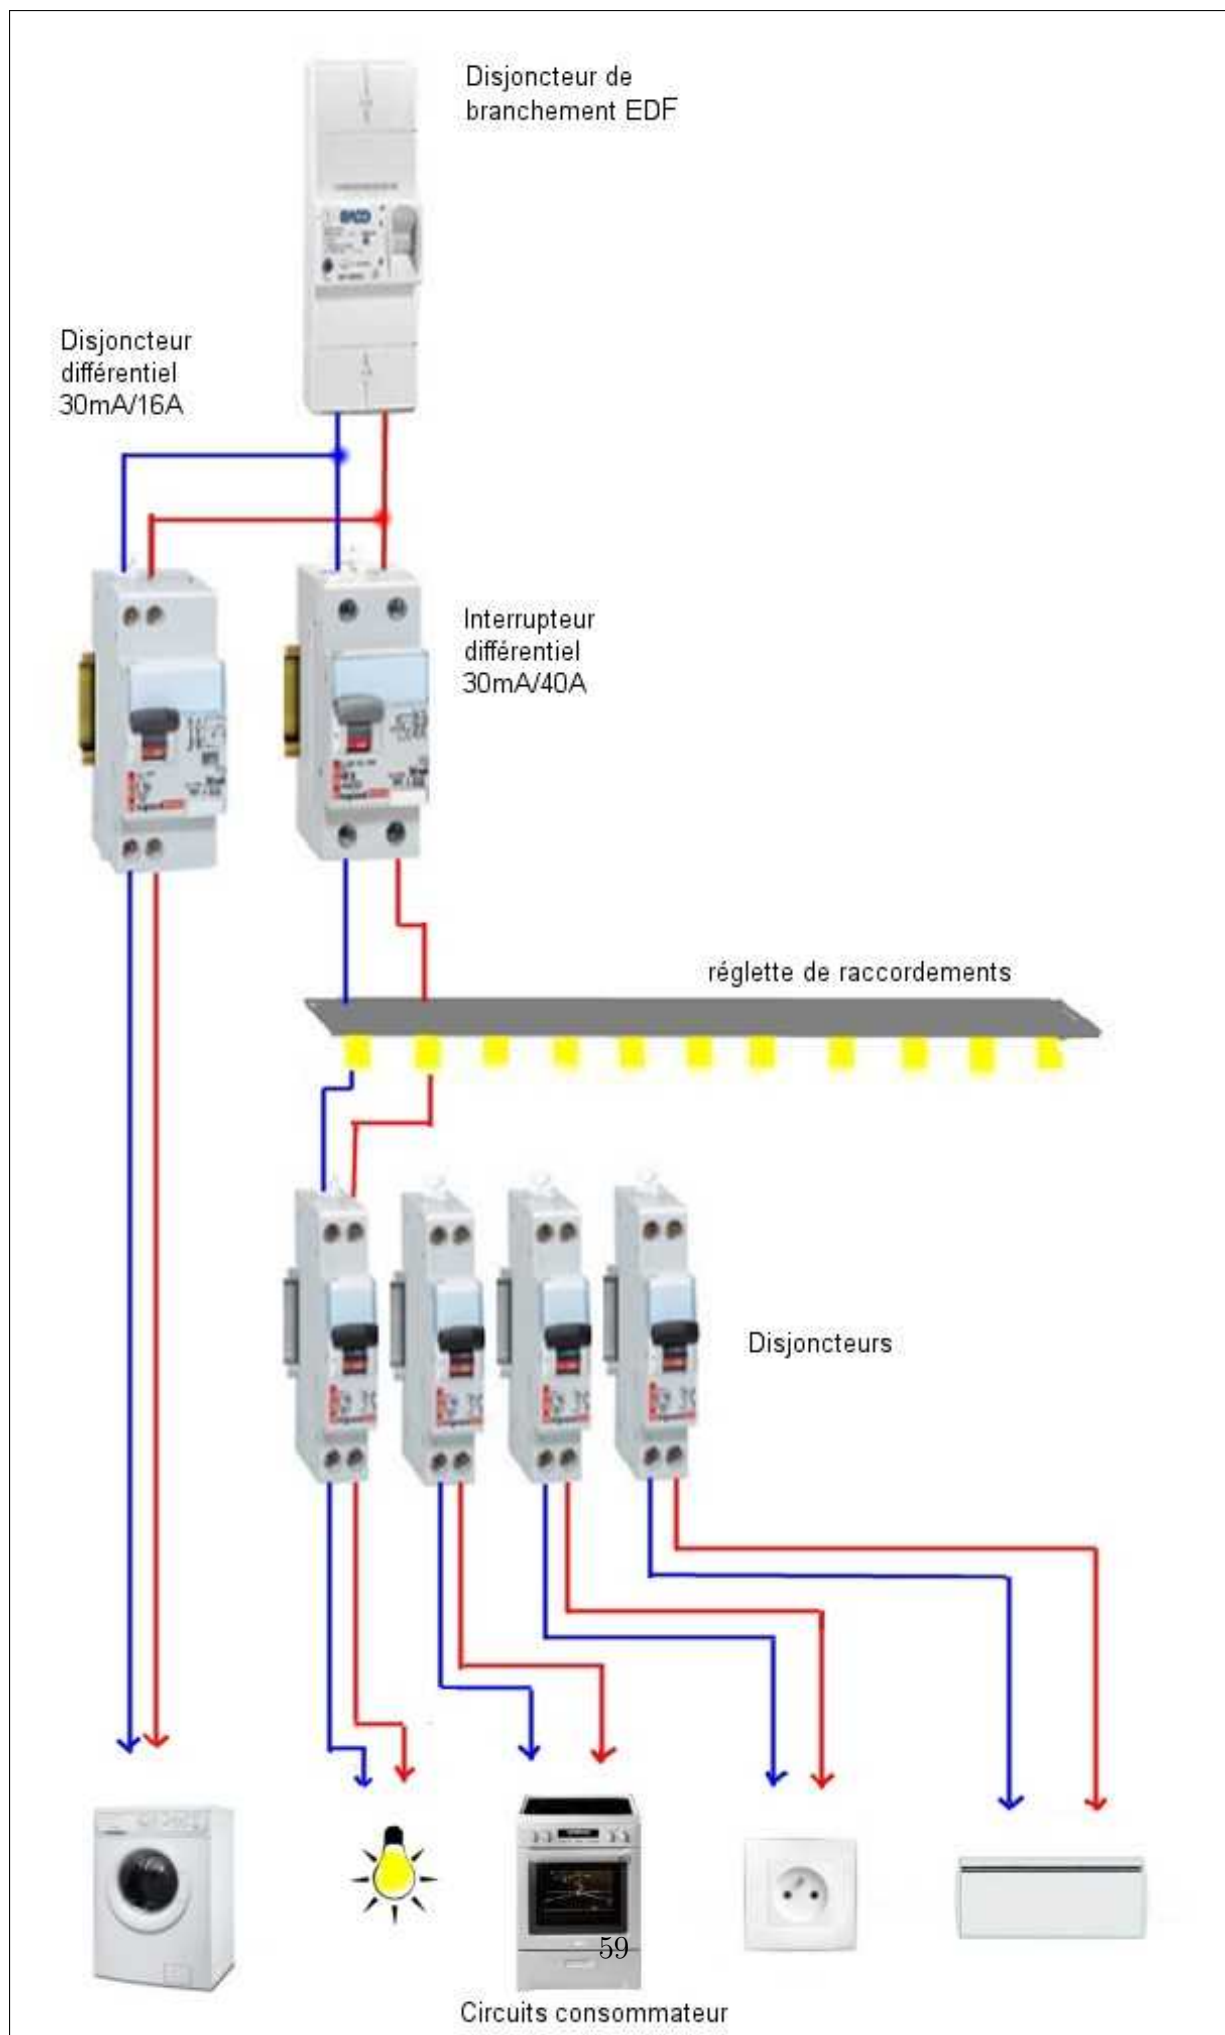 Disjoncteur de
branchement EDF
Disjoncteur
différentiel
30mA/16A
Interrupteur
différentiel
30mA/40A
réglette de raccordements
Disjoncteurs
59
Circuits consommateur